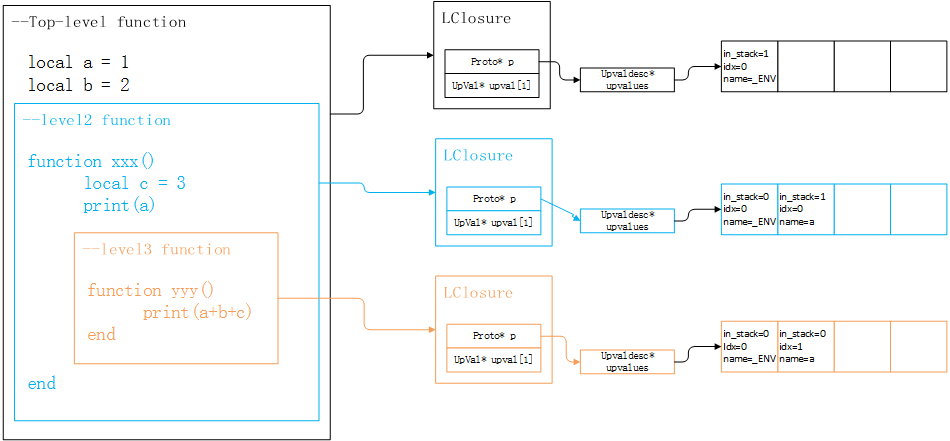 --Top-level function
local a = 1
local b = 2
--level2 function
function xxx()
local c = 3
print(a)
--level3 function
function yyy()
print(a+b+c)
end
end
LClosure
Proto* p
UpVal* upval[1]
Upvaldesc*
upvalues
in_stack=1
idx=0
name=_ENV
LClosure
Proto* p
UpVal* upval[1]
Upvaldesc*
upvalues
in_stack=0
idx=0
name=_ENV
in_stack=1
idx=0
name=a
LClosure
Proto* p
UpVal* upval[1]
Upvaldesc*
upvalues
in_stack=0
Idx=0
name=_ENV
in_stack=0
idx=1
name=a